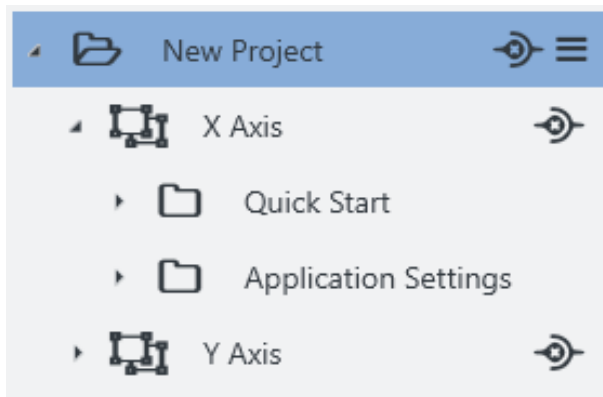 New Project
X Axis
Quick Start
Application Settings
Y Axis